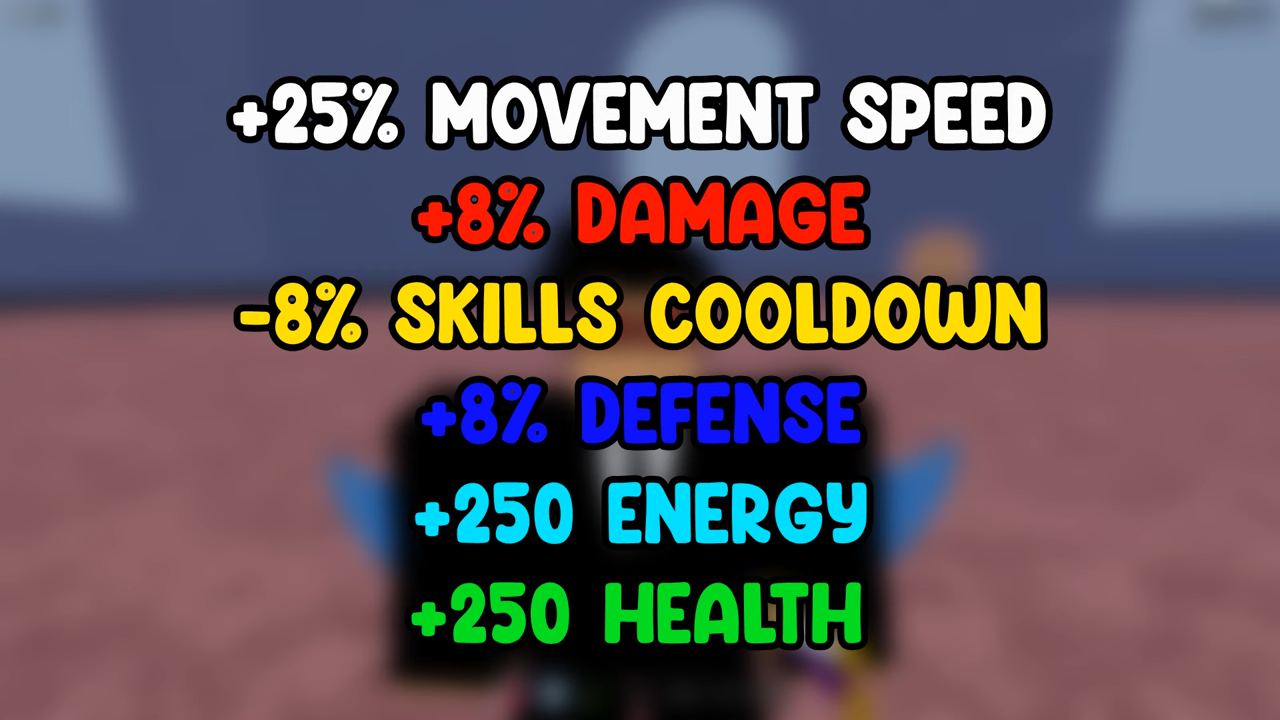 +25% MOVEMENT SPEED
+8% DAMAGE
-8% SKILLS COOLDOWN
+8% DEFENSE
+250 ENERGY
+250 HEALTH